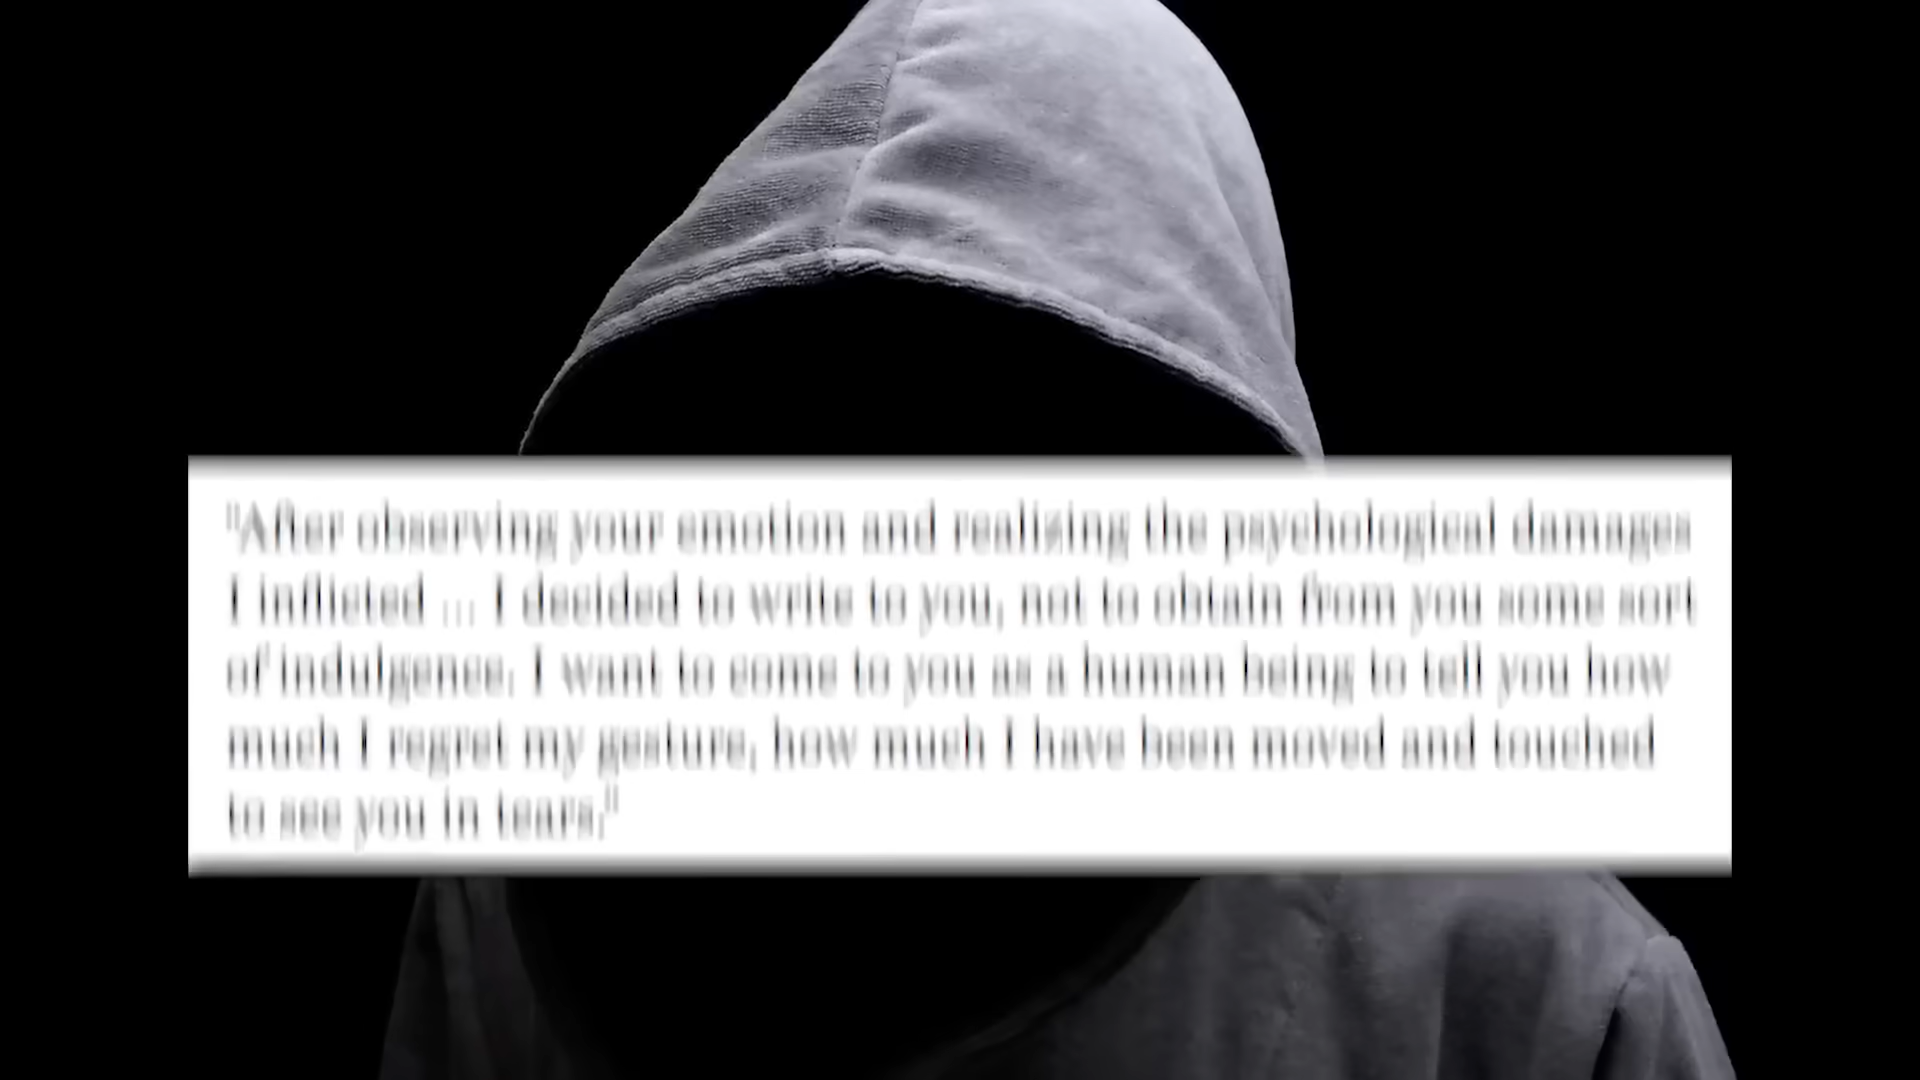 "After observing your emotion and realizing the psychological damages
I inflicted ... I decided to write to you, not to obtain from you some sort
of indulgence. I want to come to you as a human being to tell you how
much I regret my gesture, how much I have been moved and touched
to see you in tears."